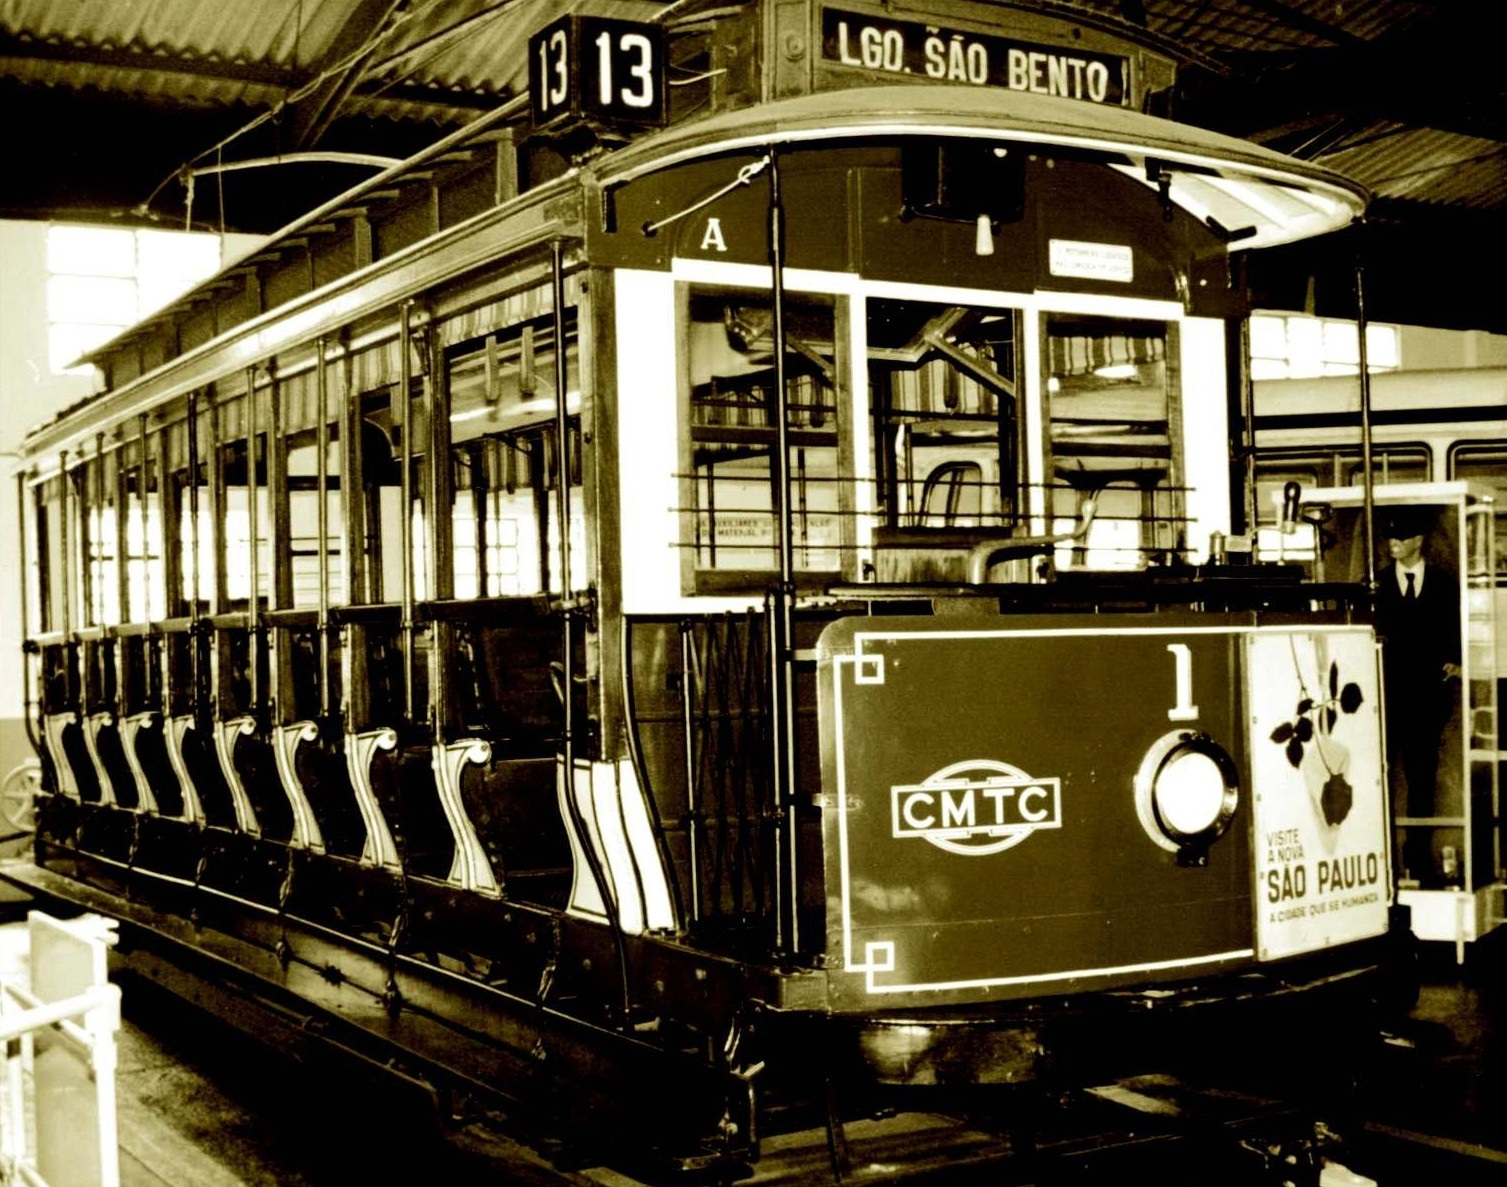 13 13
LGO. SÃO BENTO
A
1
CMTC
VISITE
A NOVA
SÃO PAULO
A CIDADE QUE SE HUMANIZA